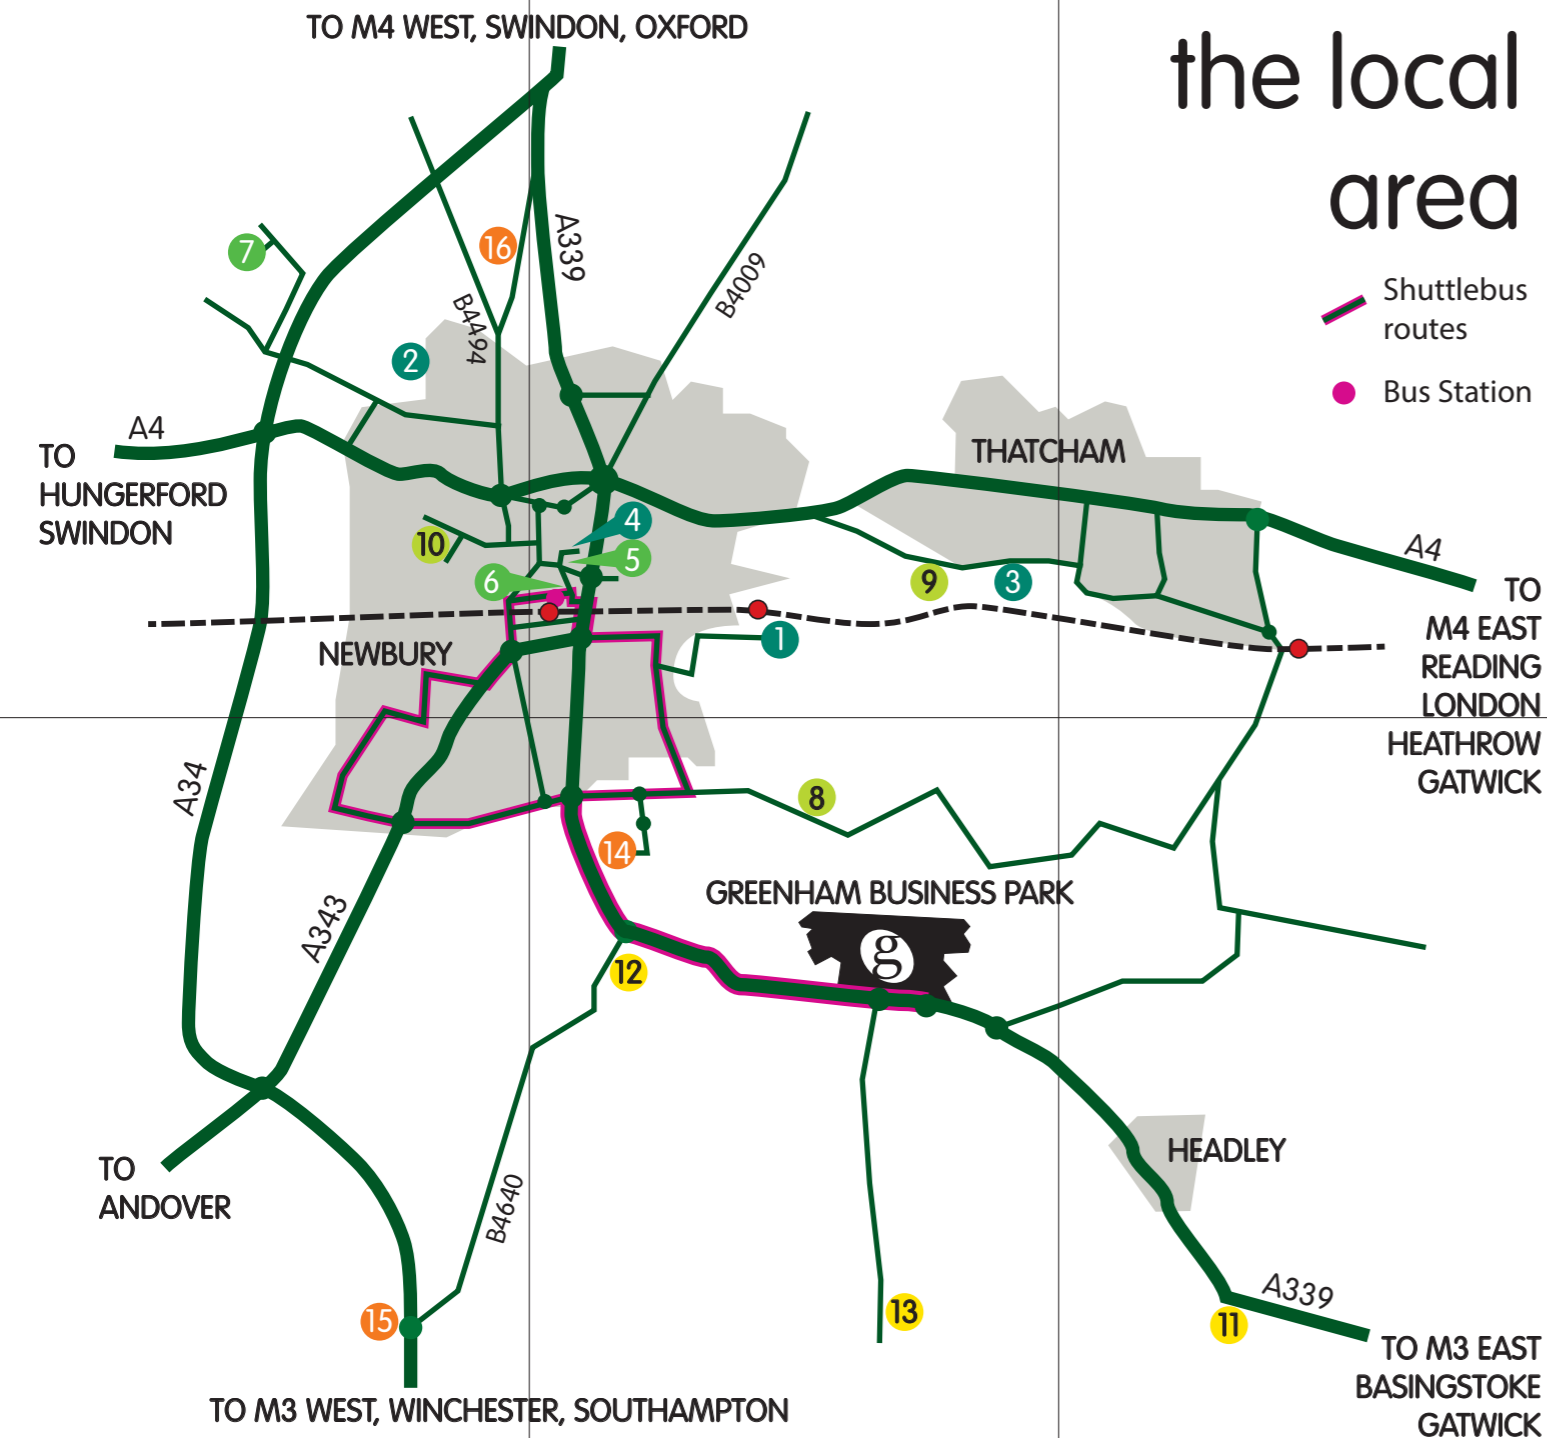 TO M4 WEST, SWINDON, OXFORD
the local
area
Shuttlebus
routes
Bus Station
7
16
A339
B4009
B4494
2
A4
TO
HUNGERFORD
SWINDON
THATCHAM
4
10
5
6
9
3
A4
TO
M4 EAST
READING
LONDON
HEATHROW
GATWICK
1
NEWBURY
A34
8
14
GREENHAM BUSINESS PARK
g
A343
12
HEADLEY
TO
ANDOVER
B4640
15
13
11
A339
TO M3 EAST
BASINGSTOKE
GATWICK
TO M3 WEST, WINCHESTER, SOUTHAMPTON